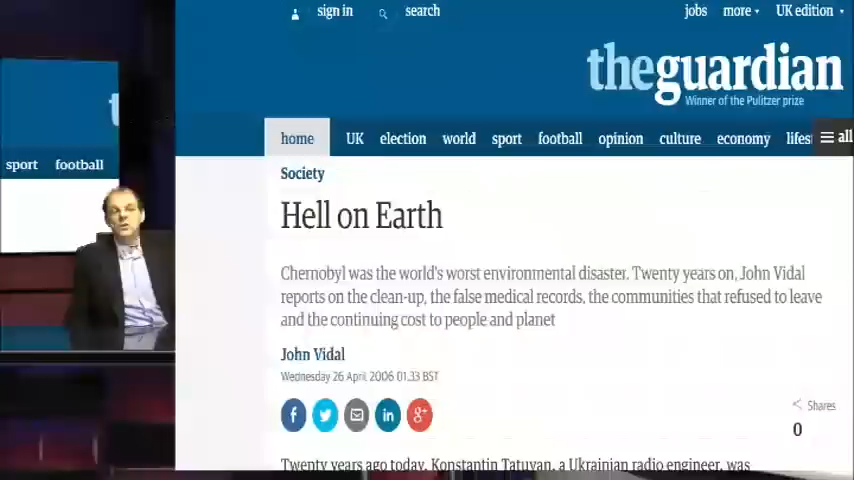 sign in search jobs more UK edition
theguardian
Winner of the Pulitzer prize
home UK election world sport football opinion culture economy lifes all
sport football
Society
Hell on Earth
Chernobyl was the world's worst environmental disaster. Twenty years on, John Vidal
reports on the clean-up, the false medical records, the communities that refused to leave
and the continuing cost to people and planet
John Vidal
Wednesday 26 April 2006 01.33 BST
Shares
0
Twenty years ago today, Konstantin Tatuyan, a Ukrainian radio engineer, was